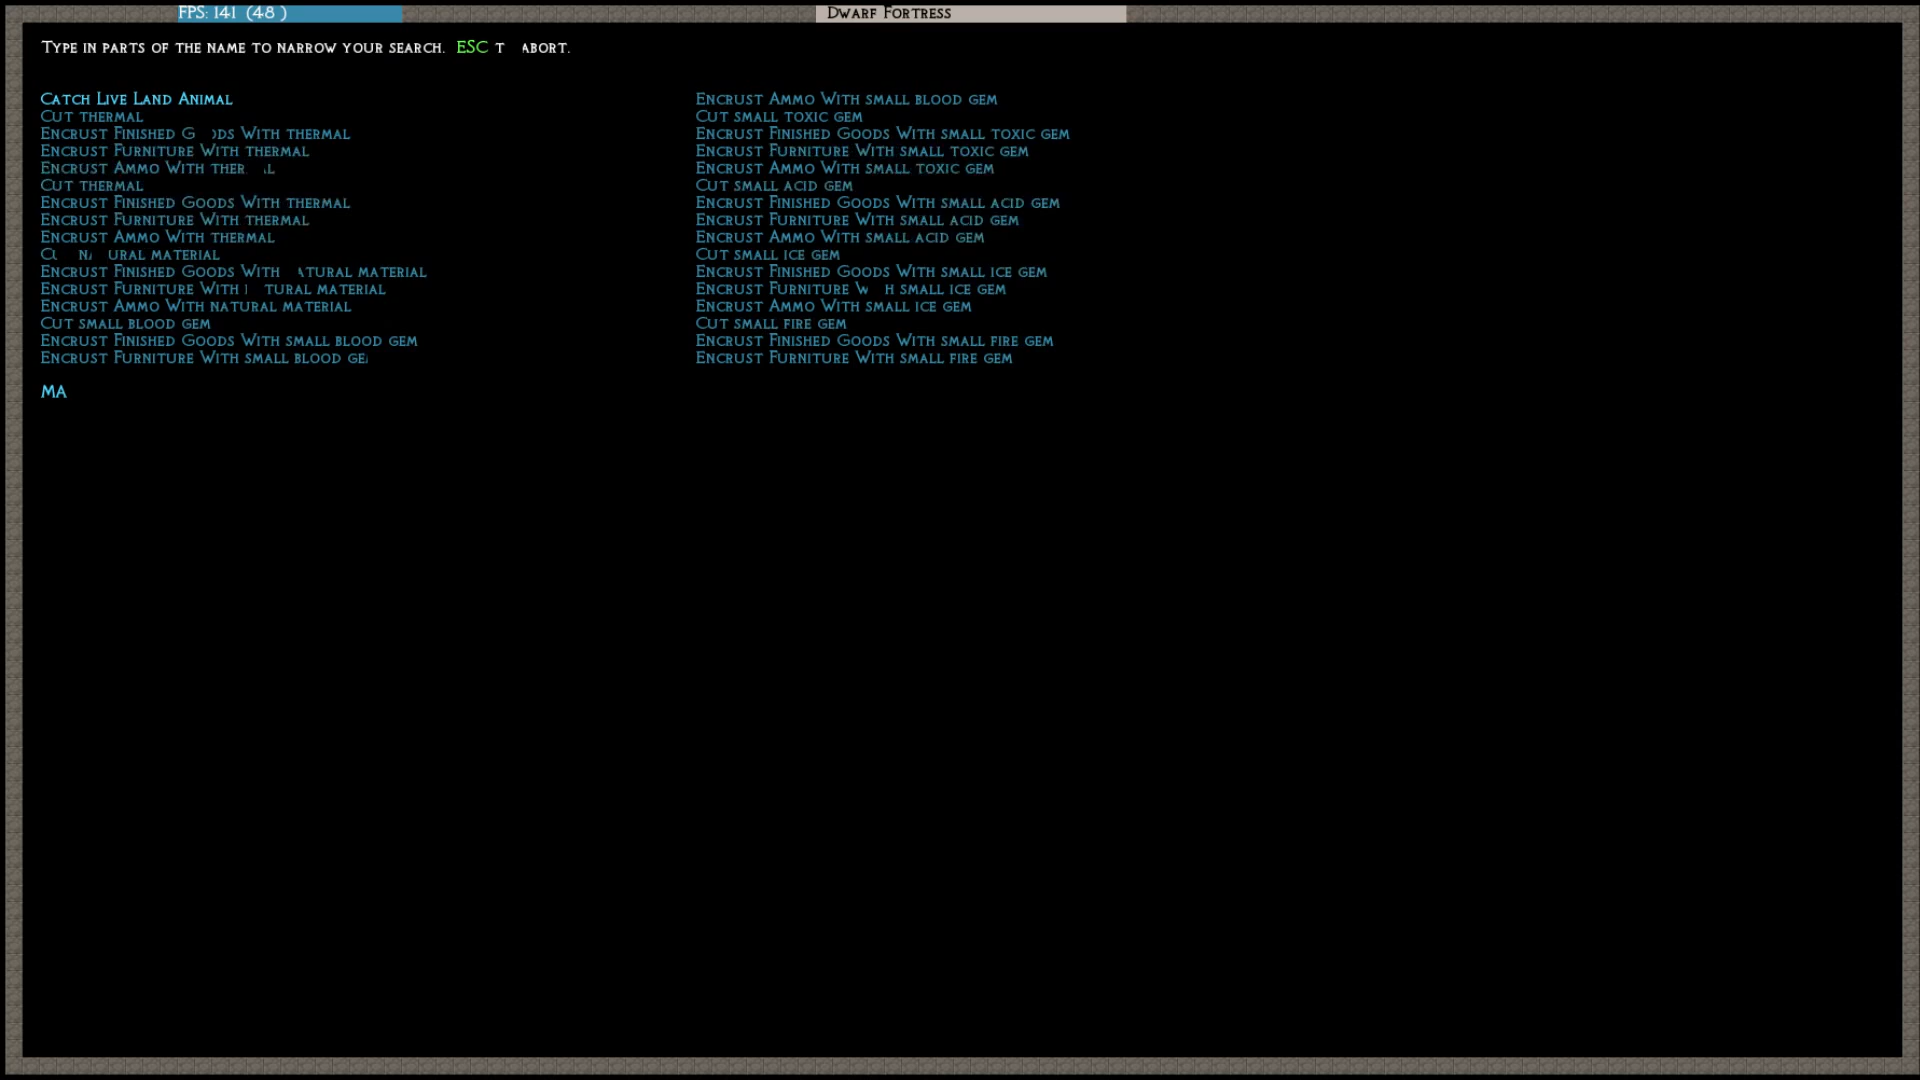 FPS: 141 (48 )
Dwarf Fortress
Type in parts of the name to narrow your search. ESC t abort.
Catch Live Land Animal
Cut thermal
Encrust Finished G ds With thermal
Encrust Furniture With thermal
Encrust Ammo With ther l
Cut thermal
Encrust Finished Goods With thermal
Encrust Furniture With thermal
Encrust Ammo With thermal
C ural material
Encrust Finished Goods With atural material
Encrust Furniture With tural material
Encrust Ammo With natural material
Cut small blood gem
Encrust Finished Goods With small blood gem
Encrust Furniture With small blood ge
Encrust Ammo With small blood gem
Cut small toxic gem
Encrust Finished Goods With small toxic gem
Encrust Furniture With small toxic gem
Encrust Ammo With small toxic gem
Cut small acid gem
Encrust Finished Goods With small acid gem
Encrust Furniture With small acid gem
Encrust Ammo With small acid gem
Cut small ice gem
Encrust Finished Goods With small ice gem
Encrust Furniture W h small ice gem
Encrust Ammo With small ice gem
Cut small fire gem
Encrust Finished Goods With small fire gem
Encrust Furniture With small fire gem
MA